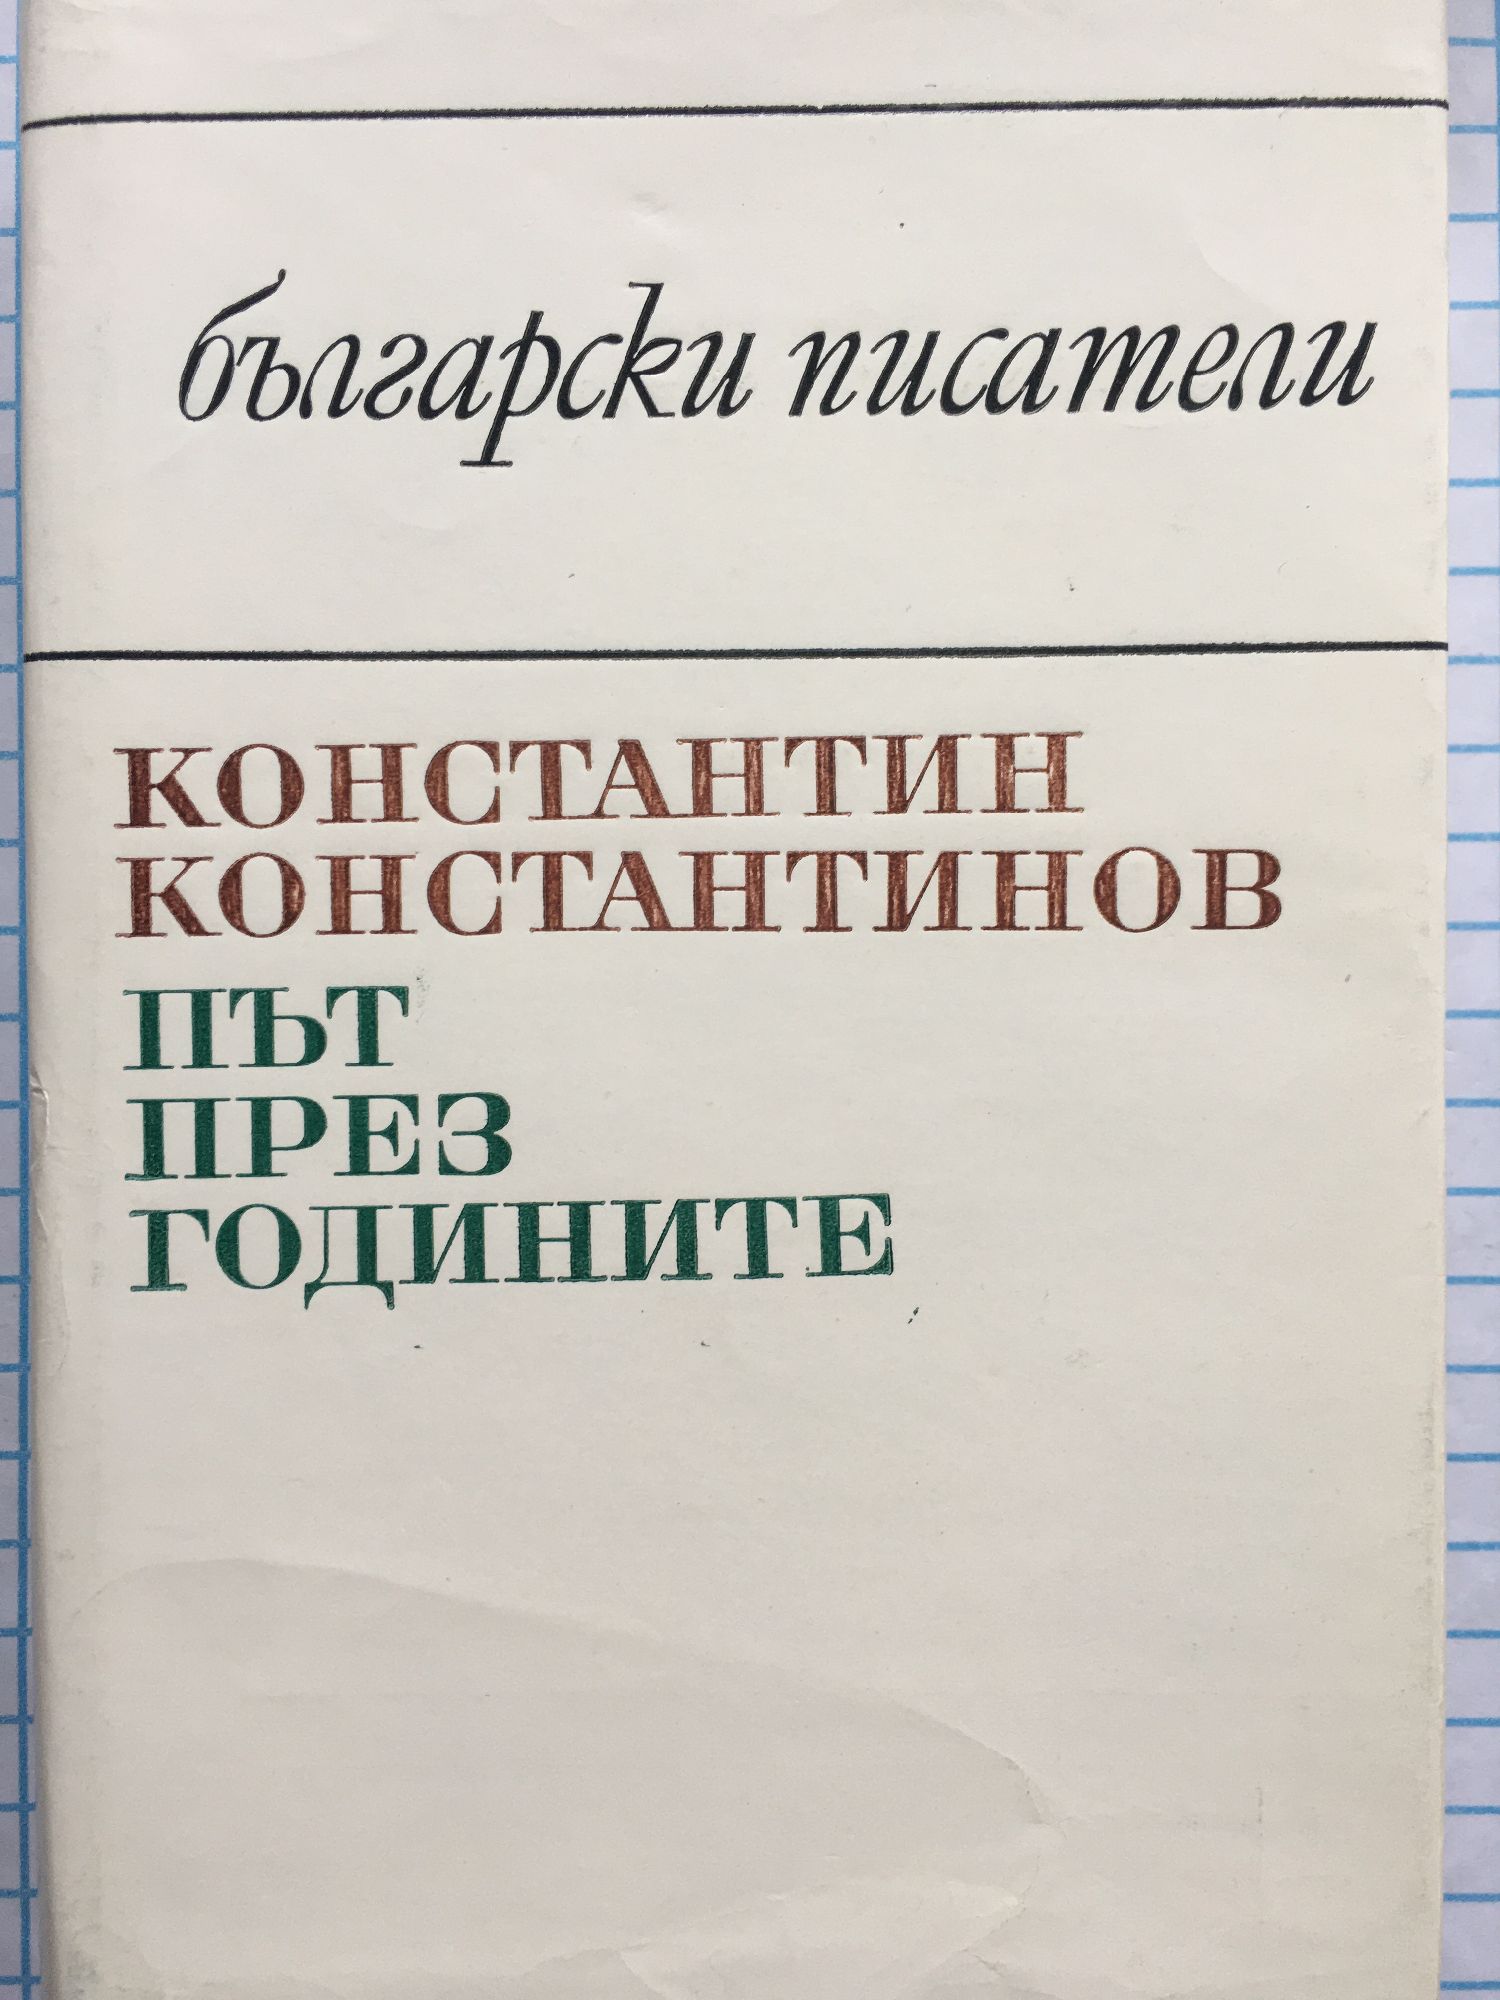 български писатели
КОНСТАНТИН
КОНСТАНТИНОВ
ПЪТ
ПРЕЗ
ГОДИНИТЕ